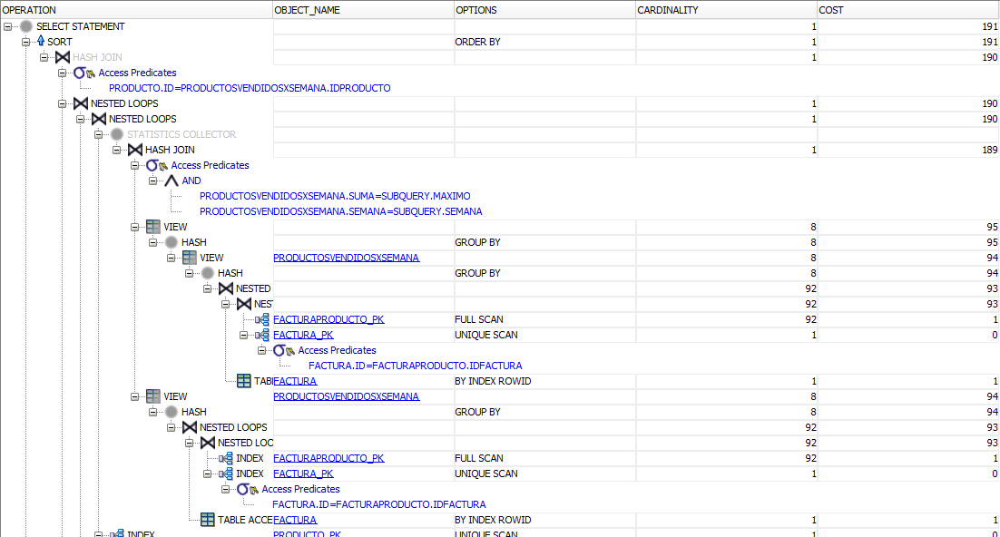 OPERATION OBJECT_NAME OPTIONS CARDINALITY COST
SELECT STATEMENT 1 191
SORT ORDER BY 1 191
HASH JOIN 1 190
Access Predicates
PRODUCTO.ID=PRODUCTOSVENDIDOSXSEMANA.IDPRODUCTO
NESTED LOOPS 1 190
NESTED LOOPS 1 190
STATISTICS COLLECTOR
HASH JOIN 1 189
Access Predicates
AND
PRODUCTOSVENDIDOSXSEMANA.SUMA=SUBQUERY.MAXIMO
PRODUCTOSVENDIDOSXSEMANA.SEMANA=SUBQUERY.SEMANA
VIEW 8 95
HASH GROUP BY 8 95
VIEW PRODUCTOSVENDIDOSXSEMANA 8 94
HASH GROUP BY 8 94
NESTED 92 93
NES 92 93
FACTURAPRODUCTO_PK FULL SCAN 92 1
FACTURA_PK UNIQUE SCAN 1 0
Access Predicates
FACTURA.ID=FACTURAPRODUCTO.IDFACTURA
TABI FACTURA BY INDEX ROWID 1 1
VIEW PRODUCTOSVENDIDOSXSEMANA 8 94
HASH GROUP BY 8 94
NESTED LOOPS 92 93
NESTED LOO 92 93
INDEX FACTURAPRODUCTO_PK FULL SCAN 92 1
INDEX FACTURA_PK UNIQUE SCAN 1 0
Access Predicates
FACTURA.ID=FACTURAPRODUCTO.IDFACTURA
TABLE ACCE FACTURA BY INDEX ROWID 1 1
INDEX PRODUCTO_PK UNIQUE SCAN 1 0